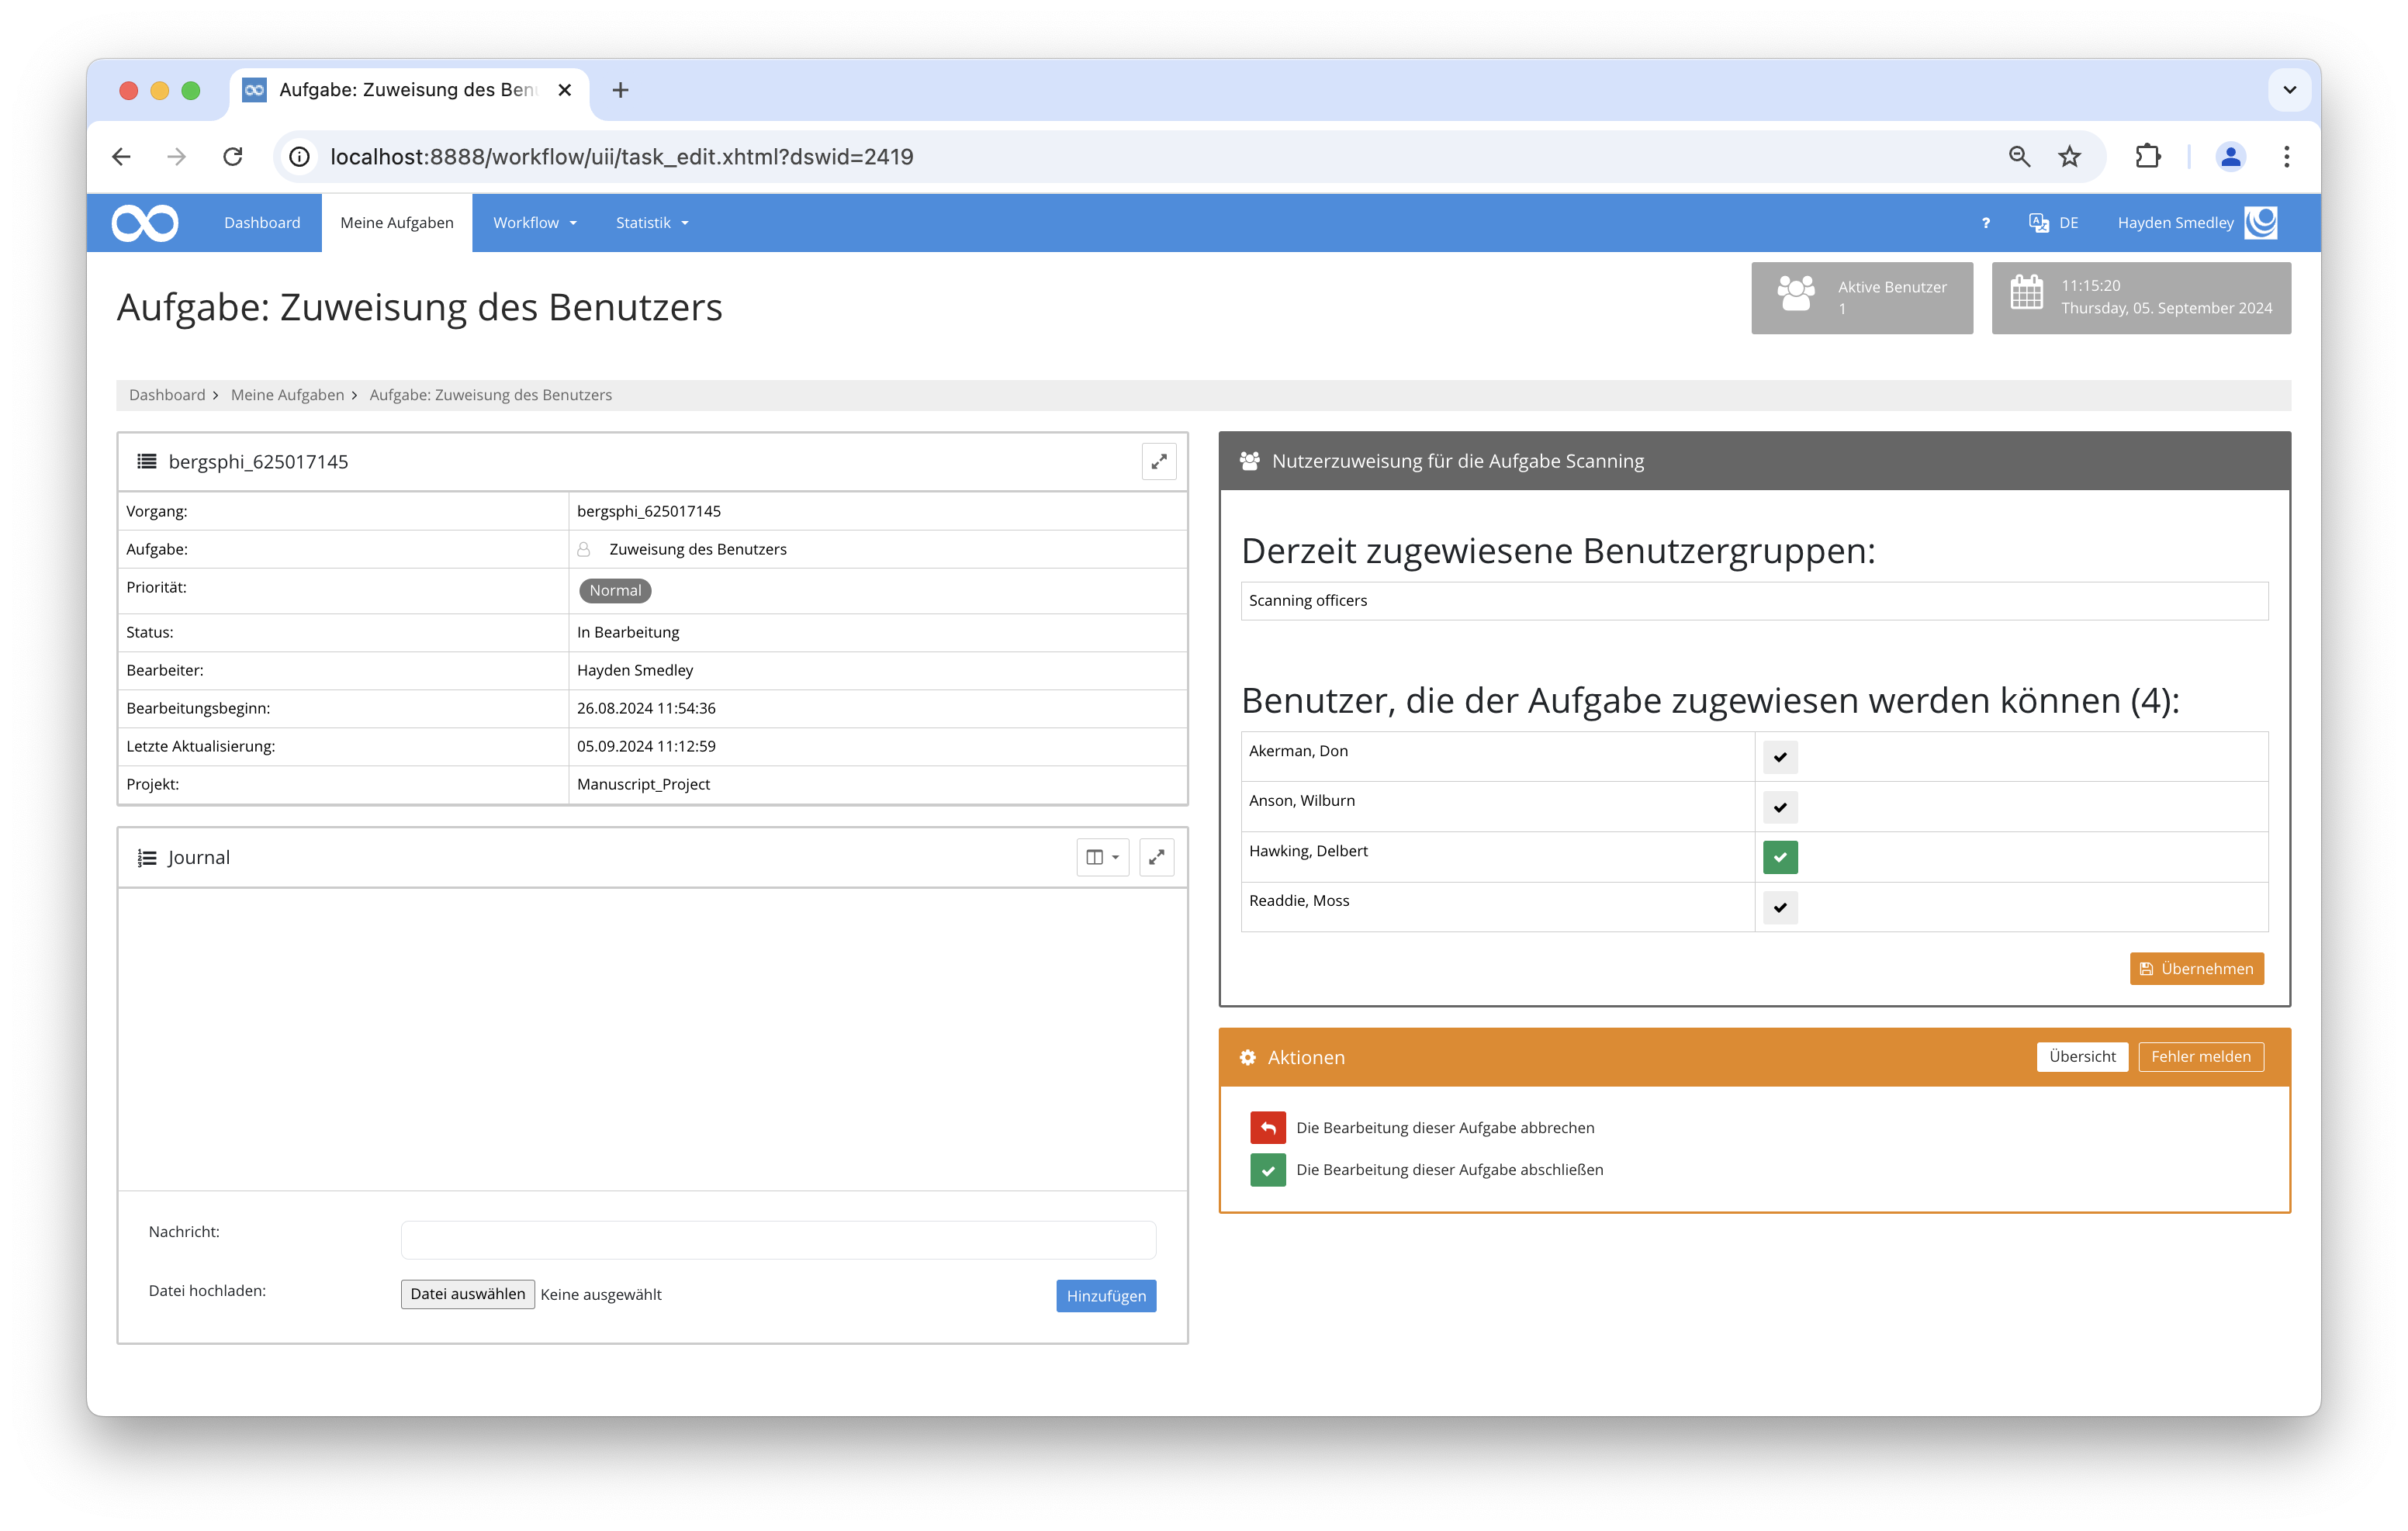 Aufgabe: Zuweisung des Ben
localhost:8888/workflow/uii/task_edit.xhtml?dswid=2419
Dashboard Meine Aufgaben Workflow Statistik ? DE Hayden Smedley
Aufgabe: Zuweisung des Benutzers
Aktive Benutzer
1
11:15:20
Thursday, 05. September 2024
Dashboard > Meine Aufgaben > Aufgabe: Zuweisung des Benutzers
bergsphi_625017145
Vorgang: bergsphi_625017145
Aufgabe: Zuweisung des Benutzers
Priorität: Normal
Status: In Bearbeitung
Bearbeiter: Hayden Smedley
Bearbeitungsbeginn: 26.08.2024 11:54:36
Letzte Aktualisierung: 05.09.2024 11:12:59
Projekt: Manuscript_Project
Journal
Nachricht:
Datei hochladen: Datei auswählen Keine ausgewählt Hinzufügen
Nutzerzuweisung für die Aufgabe Scanning
Derzeit zugewiesene Benutzergruppen:
Scanning officers
Benutzer, die der Aufgabe zugewiesen werden können (4):
Akerman, Don
Anson, Wilburn
Hawking, Delbert
Readdie, Moss
Übernehmen
Aktionen Übersicht Fehler melden
Die Bearbeitung dieser Aufgabe abbrechen
Die Bearbeitung dieser Aufgabe abschließen